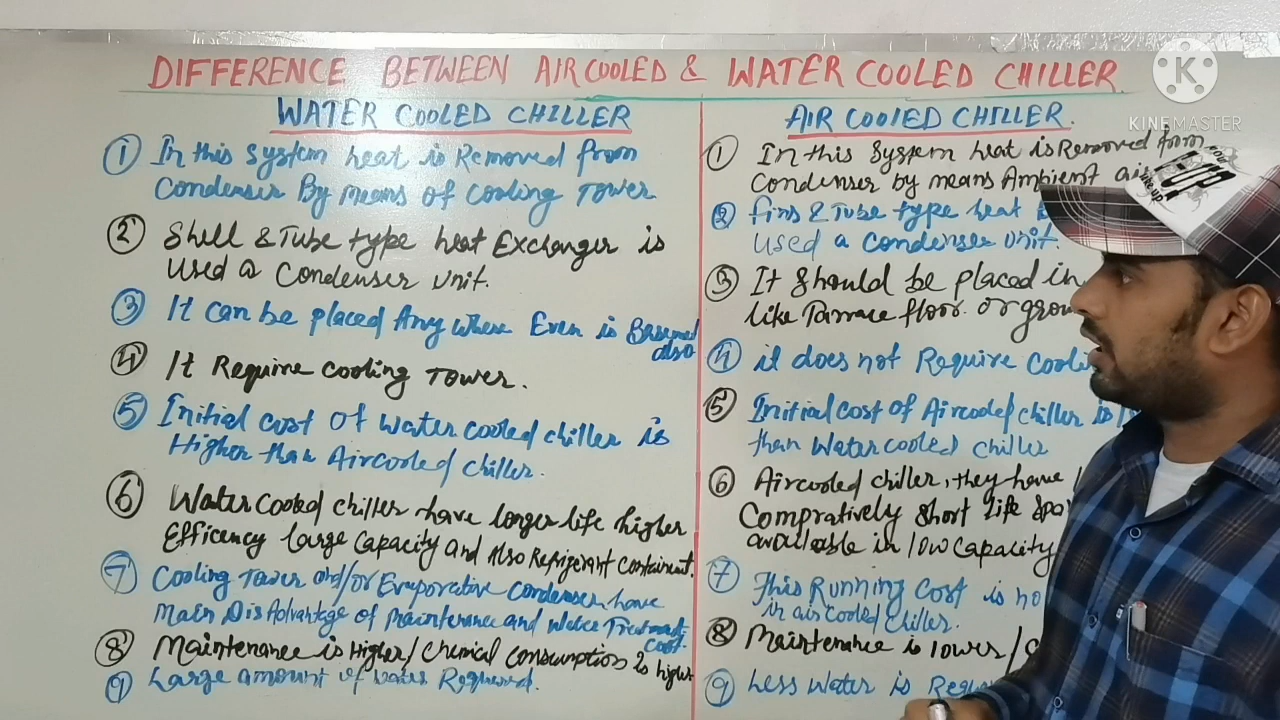 DIFFERENCE BETWEEN AIR COOLED & WATER COOLED CHILLER.
KINEMASTER
WATER COOLED CHILLER
① In this system heat is Removed from
Condenser By means of Cooling Tower
② Shell & Tube type heat Exchanger is
Used a Condenser unit.
③ It can be placed Any where Even is Basemet
also
④ It Require cooling Tower.
⑤ Initial cost of water cooled chiller is
Higher than Aircooled chiller.
⑥ Water cooled chiller have longer life higher
Efficency large capacity and also Refrigerant containent.
⑦ Cooling Tower and/or Evaporative condenser have
main DisAdvantage of maintenance and Water Treatment
cost.
⑧ Maintenance is Higher/chemical consumption is higher
⑨ Large amount of water Required.
AIR COOLED CHILLER.
① In this system heat is Removed from
Condenser by means Ambient air
② fins & Tube type heat
used a condenser unit.
③ It should be placed in
like Tarrace floor. or
④ it does not Require
⑤ Initial cost of Aircooled chiller is
than Water cooled chiller
⑥ Aircooled chiller, they have
Compratively short life
available in low capacity
⑦ This Running cost is
in air cooled chiller.
⑧ Maintenance is lower/
⑨ Less water is